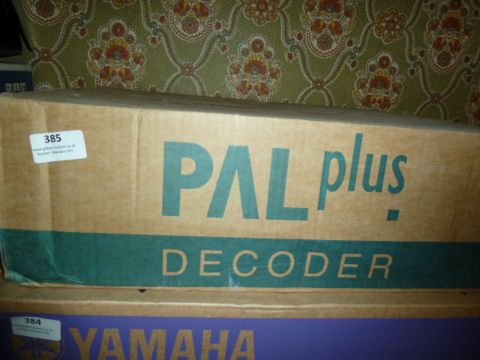 385
PAL plus
DECODER
384
YAMAHA